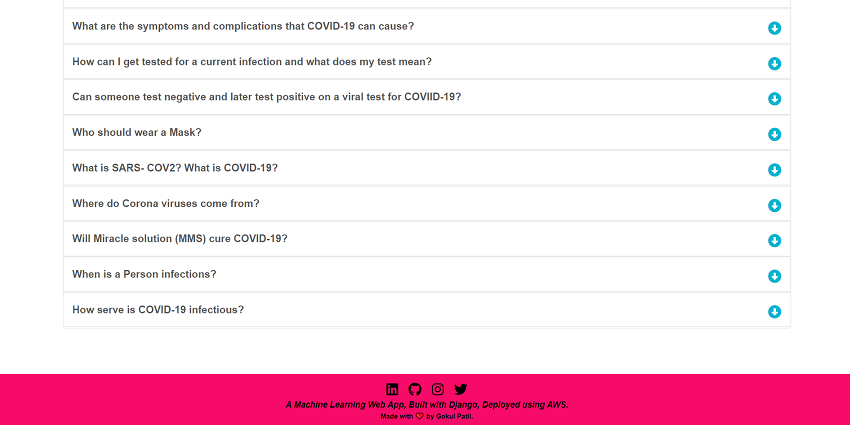 What are the symptoms and complications that COVID-19 can cause?
How can I get tested for a current infection and what does my test mean?
Can someone test negative and later test positive on a viral test for COVIID-19?
Who should wear a Mask?
What is SARS- COV2? What is COVID-19?
Where do Corona viruses come from?
Will Miracle solution (MMS) cure COVID-19?
When is a Person infections?
How serve is COVID-19 infectious?
A Machine Learning Web App, Built with Django, Deployed using AWS.
Made with by Gokul Patil.